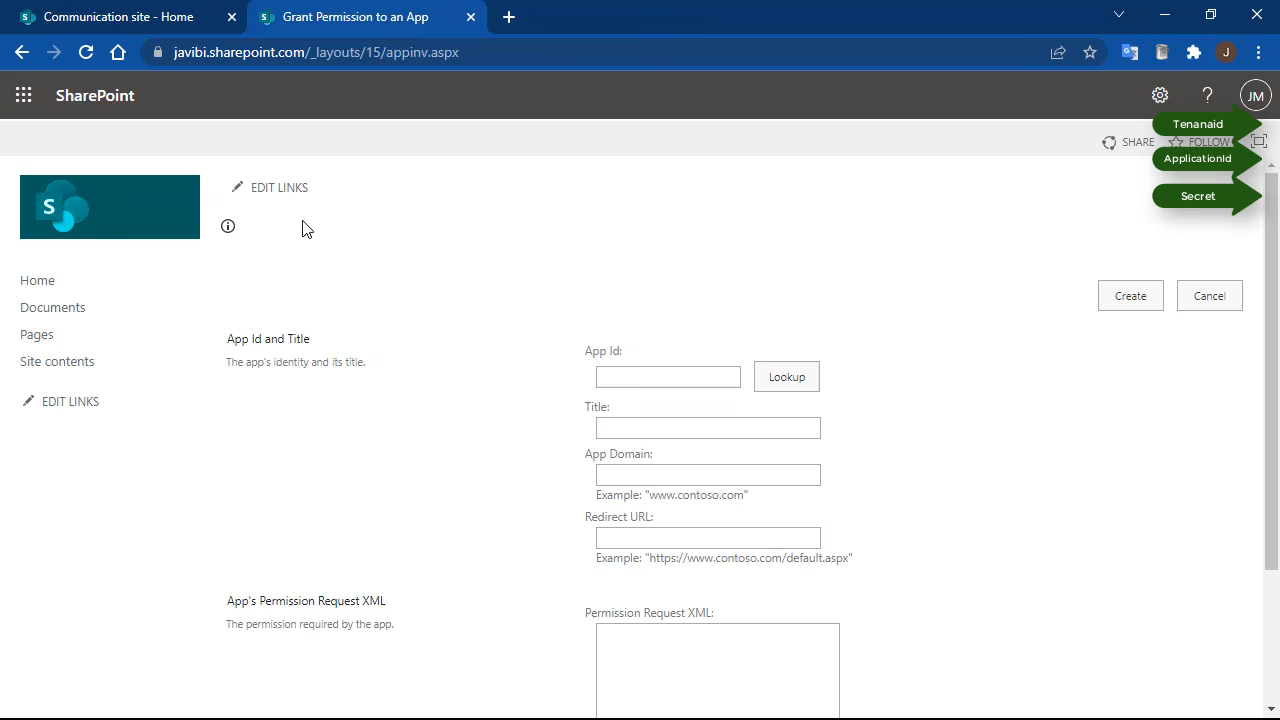 Communication site - Home
Grant Permission to an App
javibi.sharepoint.com/_layouts/15/appinv.aspx
J
SharePoint
?
JM
Tenanaid
SHARE
FOLLOW
ApplicationId
Secret
S
EDIT LINKS
Home
Documents
Pages
Site contents
EDIT LINKS
Create
Cancel
App Id and Title
The app's identity and its title.
App Id:
Lookup
Title:
App Domain:
Example: "www.contoso.com"
Redirect URL:
Example: "https://www.contoso.com/default.aspx"
App's Permission Request XML
The permission required by the app.
Permission Request XML: